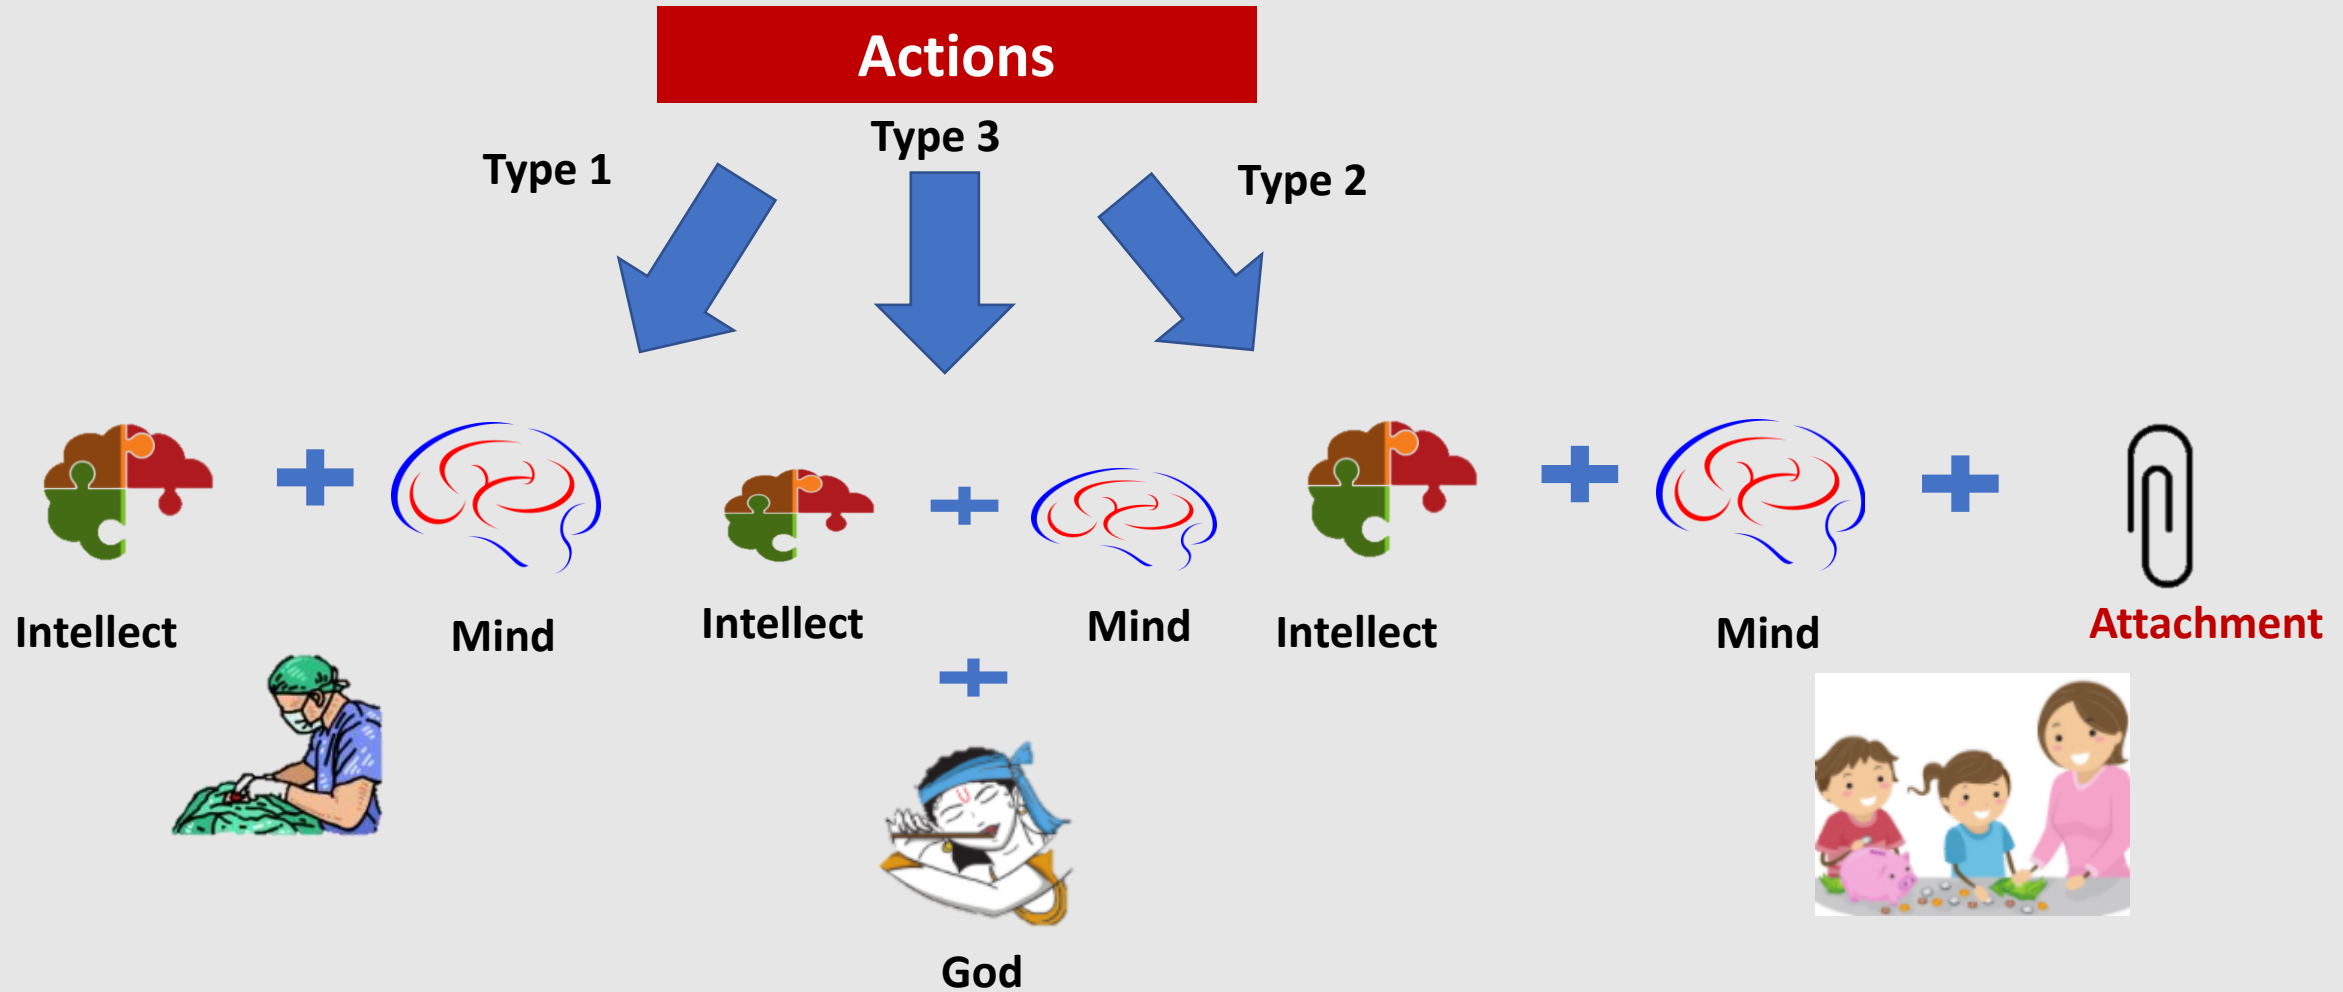 Actions
Type 1
Type 3
Type 2
Intellect
Mind
Intellect
Mind
God
Intellect
Mind
Attachment